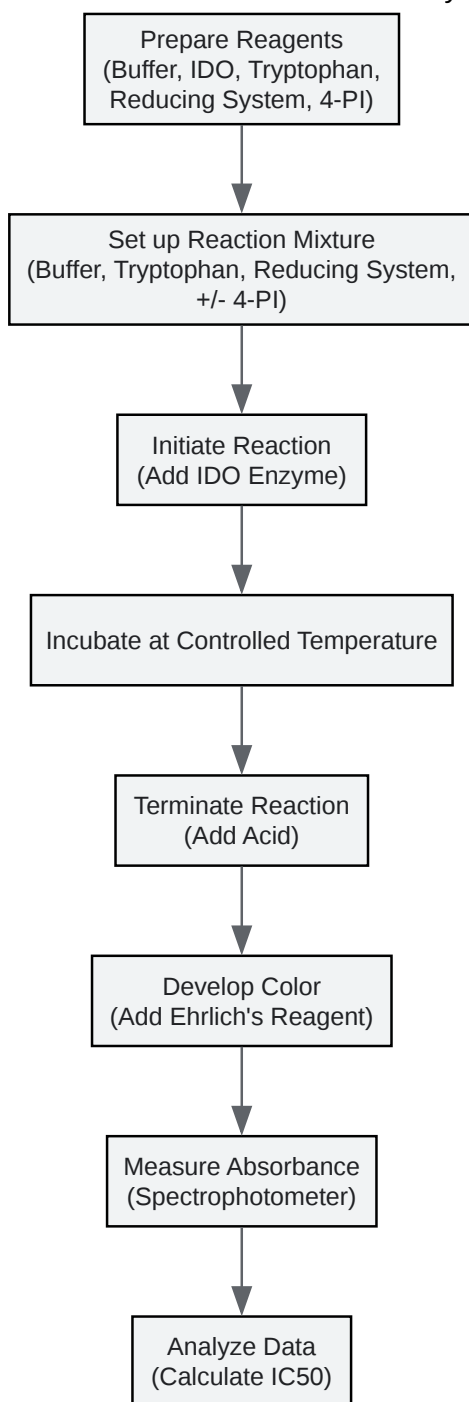 Prepare Reagents
(Buffer, IDO, Tryptophan,
Reducing System, 4-PI)
Set up Reaction Mixture
(Buffer, Tryptophan, Reducing System,
+/- 4-PI)
Initiate Reaction
(Add IDO Enzyme)
Incubate at Controlled Temperature
Terminate Reaction
(Add Acid)
Develop Color
(Add Ehrlich's Reagent)
Measure Absorbance
(Spectrophotometer)
Analyze Data
(Calculate IC50)